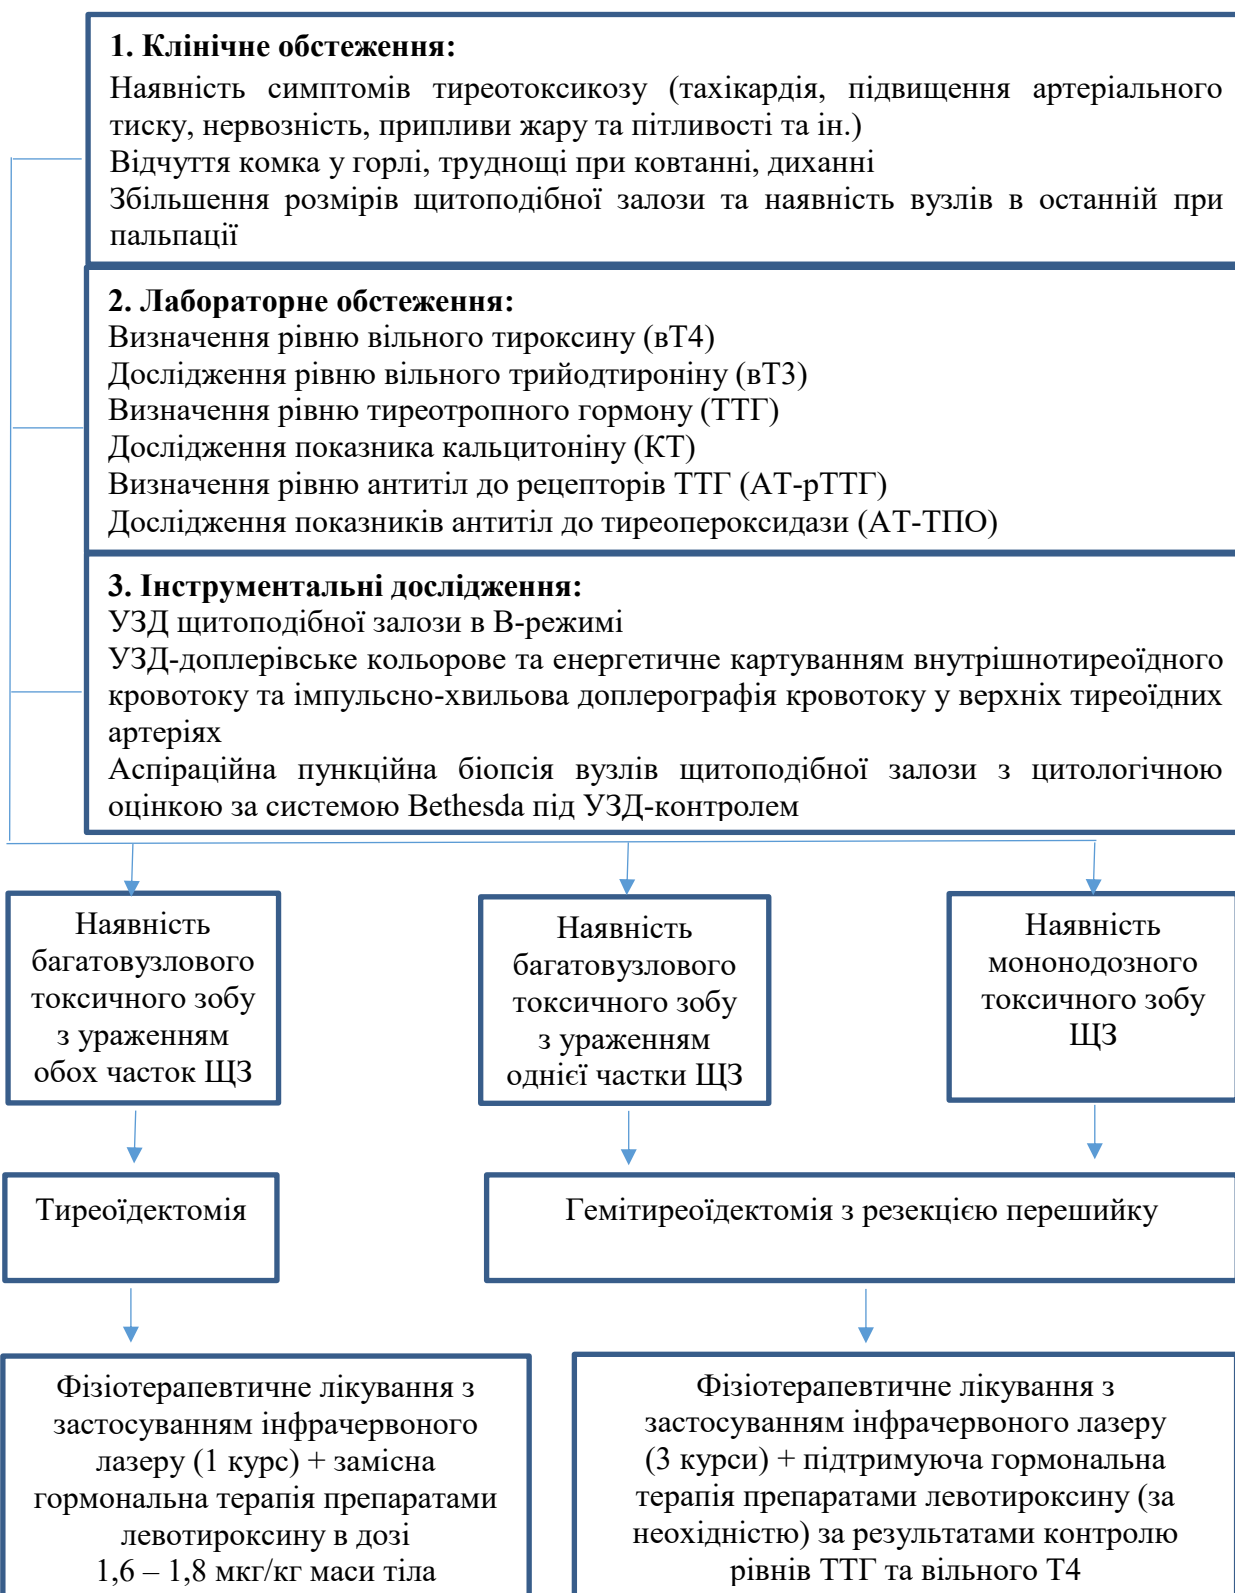 1. Клінічне обстеження:
Наявність симптомів тиреотоксикозу (тахікардія, підвищення артеріального
тиску, нервозність, припливи жару та пітливості та ін.)
Відчуття комка у горлі, труднощі при ковтанні, диханні
Збільшення розмірів щитоподібної залози та наявність вузлів в останній при
пальпації
2. Лабораторне обстеження:
Визначення рівню вільного тироксину (вТ4)
Дослідження рівню вільного трийодтироніну (вТ3)
Визначення рівню тиреотропного гормону (ТТГ)
Дослідження показника кальцитоніну (КТ)
Визначення рівню антитіл до рецепторів ТТГ (АТ-рТТГ)
Дослідження показників антитіл до тиреопероксидази (АТ-ТПО)
3. Інструментальні дослідження:
УЗД щитоподібної залози в В-режимі
УЗД-доплерівське кольорове та енергетичне картуванням внутрішнотиреоїдного
кровотоку та імпульсно-хвильова доплерографія кровотоку у верхніх тиреоїдних
артеріях
Аспіраційна пункційна біопсія вузлів щитоподібної залози з цитологічною
оцінкою за системою Bethesda під УЗД-контролем
Наявність
багатовузлового
токсичного зобу
з ураженням
обох часток ЩЗ
Наявність
багатовузлового
токсичного зобу
з ураженням
однієї частки ЩЗ
Наявність
мононодозного
токсичного зобу
ЩЗ
Тиреоїдектомія
Гемітиреоїдектомія з резекцією перешийку
Фізіотерапевтичне лікування з
застосуванням інфрачервоного
лазеру (1 курс) + замісна
гормональна терапія препаратами
левотироксину в дозі
1,6 – 1,8 мкг/кг маси тіла
Фізіотерапевтичне лікування з
застосуванням інфрачервоного лазеру
(3 курси) + підтримуюча гормональна
терапія препаратами левотироксину (за
неохідністю) за результатами контролю
рівнів ТТГ та вільного Т4